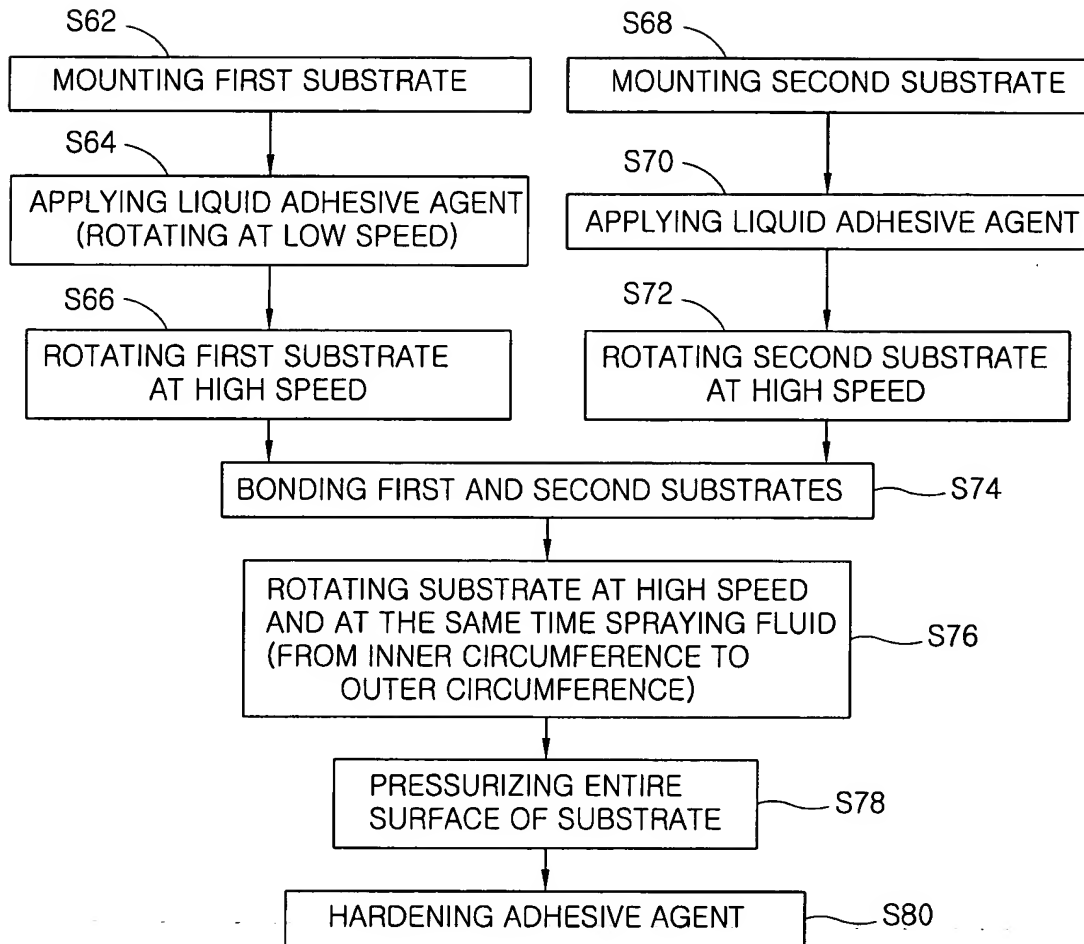 S62
MOUNTING FIRST SUBSTRATE
S64
APPLYING LIQUID ADHESIVE AGENT
(ROTATING AT LOW SPEED)
S66
ROTATING FIRST SUBSTRATE
AT HIGH SPEED
S68
MOUNTING SECOND SUBSTRATE
S70
APPLYING LIQUID ADHESIVE AGENT
S72
ROTATING SECOND SUBSTRATE
AT HIGH SPEED
BONDING FIRST AND SECOND SUBSTRATES
S74
ROTATING SUBSTRATE AT HIGH SPEED
AND AT THE SAME TIME SPRAYING FLUID
(FROM INNER CIRCUMFERENCE TO
OUTER CIRCUMFERENCE)
S76
PRESSURIZING ENTIRE
SURFACE OF SUBSTRATE
S78
HARDENING ADHESIVE AGENT
S80